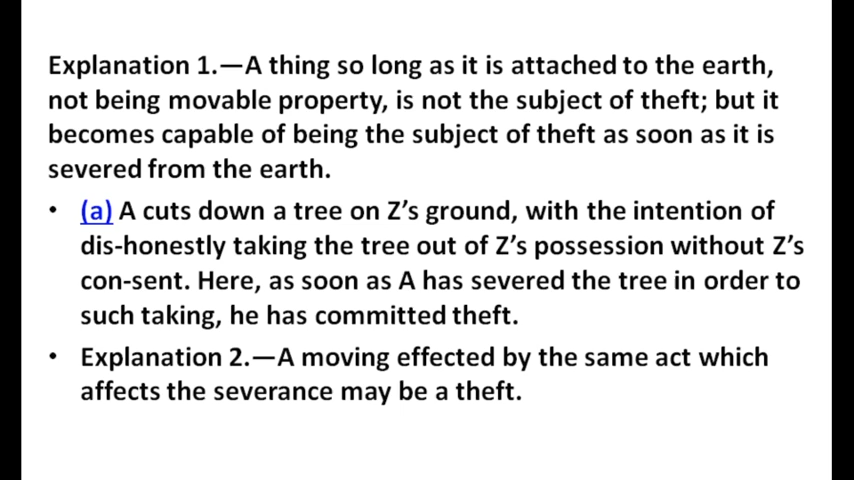 Explanation 1.—A thing so long as it is attached to the earth,
not being movable property, is not the subject of theft; but it
becomes capable of being the subject of theft as soon as it is
severed from the earth.
• (a) A cuts down a tree on Z’s ground, with the intention of
dis-honestly taking the tree out of Z’s possession without Z’s
con-sent. Here, as soon as A has severed the tree in order to
such taking, he has committed theft.
• Explanation 2.—A moving effected by the same act which
affects the severance may be a theft.